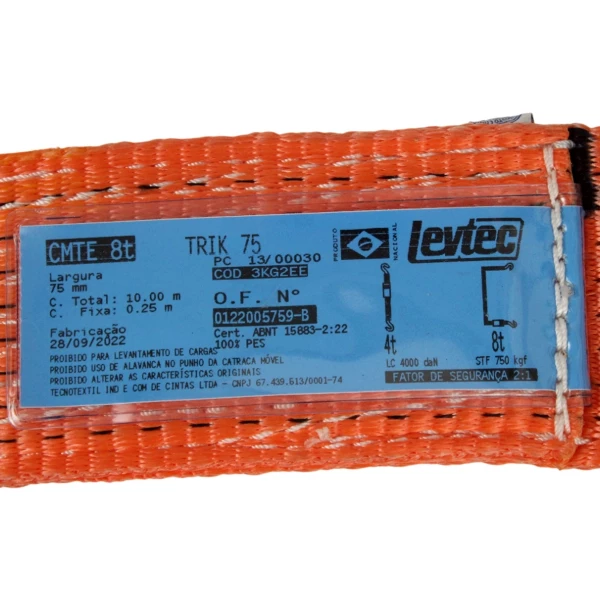 CMTE 8t
TRIK 75
PC 13/00030
COD 3KG2EE
Largura
75 mm
C. Total: 10.00 m
C. Fixa: 0.25 m
O.F. Nº
0122005759-B
Fabricação
28/09/2022
Cert. ABNT 15883-2:22
100% PES
PROIBIDO PARA LEVANTAMENTO DE CARGAS
PROIBIDO USO DE ALAVANCA NO PUNHO DA CATRACA MÓVEL
PROIBIDO ALTERAR AS CARACTERÍSTICAS ORIGINAIS
TECNOTEXTIL IND E COM DE CINTAS LTDA - CNPJ 67.439.513/0001-74
PRODUTO
NACIONAL
Levtec
4t
8t
LC 4000 daN
STF 750 kgf
FATOR DE SEGURANÇA 2:1